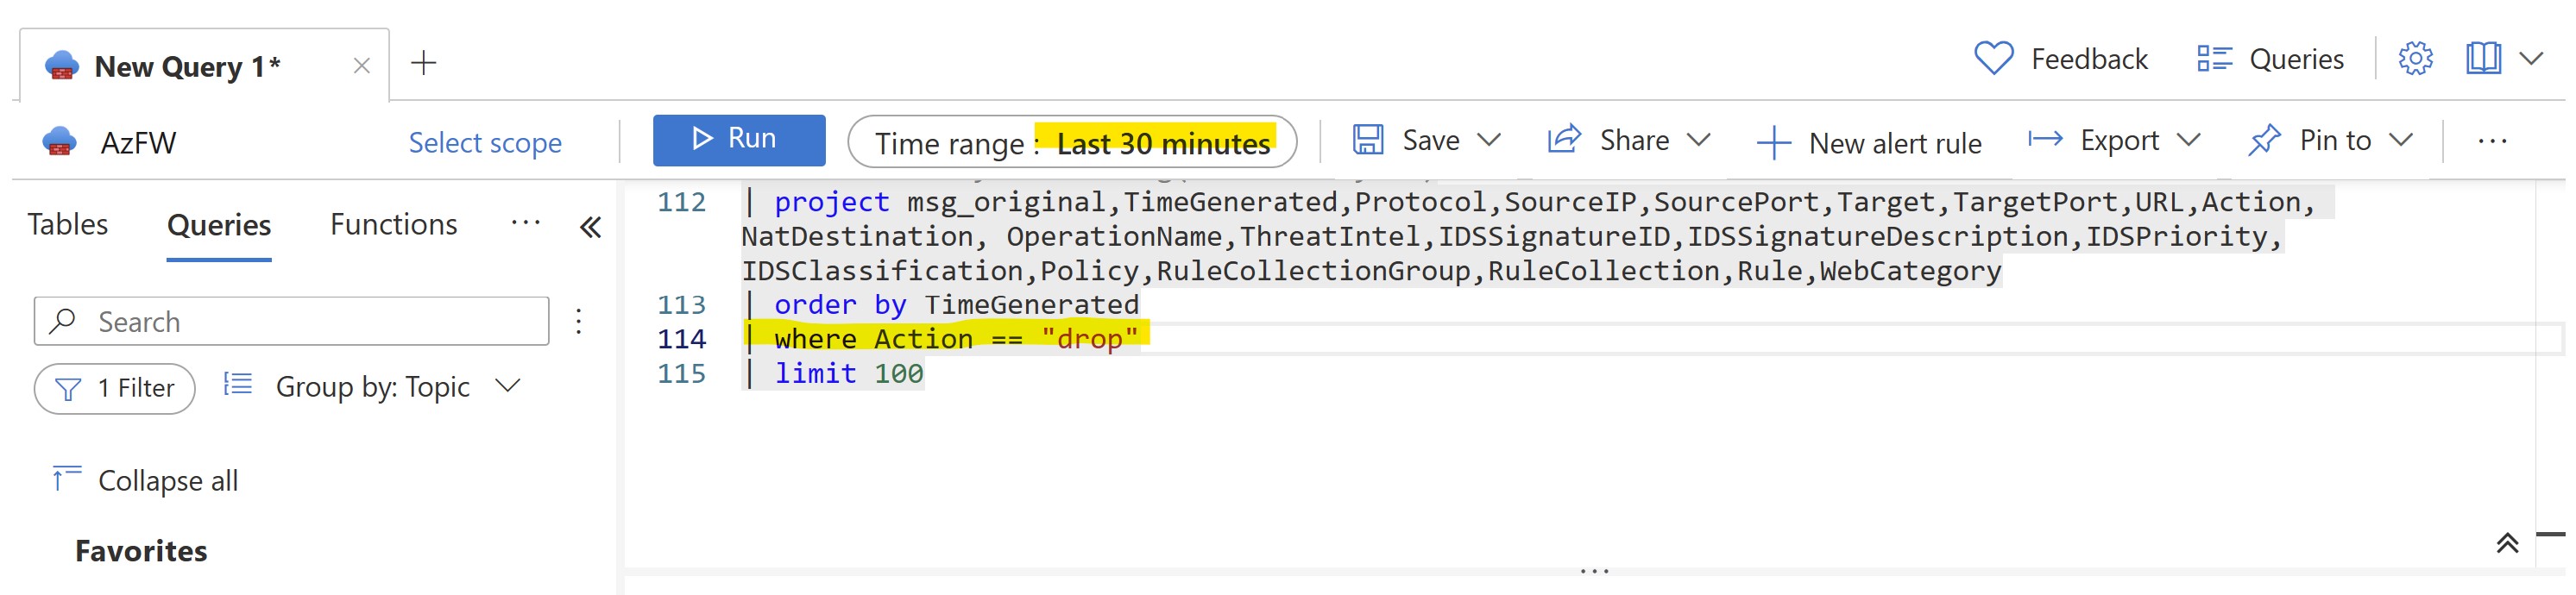 New Query 1*
Feedback
Queries
AzFW
Select scope
Run
Time range : Last 30 minutes
Save
Share
New alert rule
Export
Pin to
Tables
Queries
Functions
Search
1 Filter
Group by: Topic
Collapse all
Favorites
112 | project msg_original,TimeGenerated,Protocol,SourceIP,SourcePort,Target,TargetPort,URL,Action,
NatDestination, OperationName,ThreatIntel,IDSSignatureID,IDSSignatureDescription,IDSPriority,
IDSClassification,Policy,RuleCollectionGroup,RuleCollection,Rule,WebCategory
113 | order by TimeGenerated
114 | where Action == "drop"
115 | limit 100